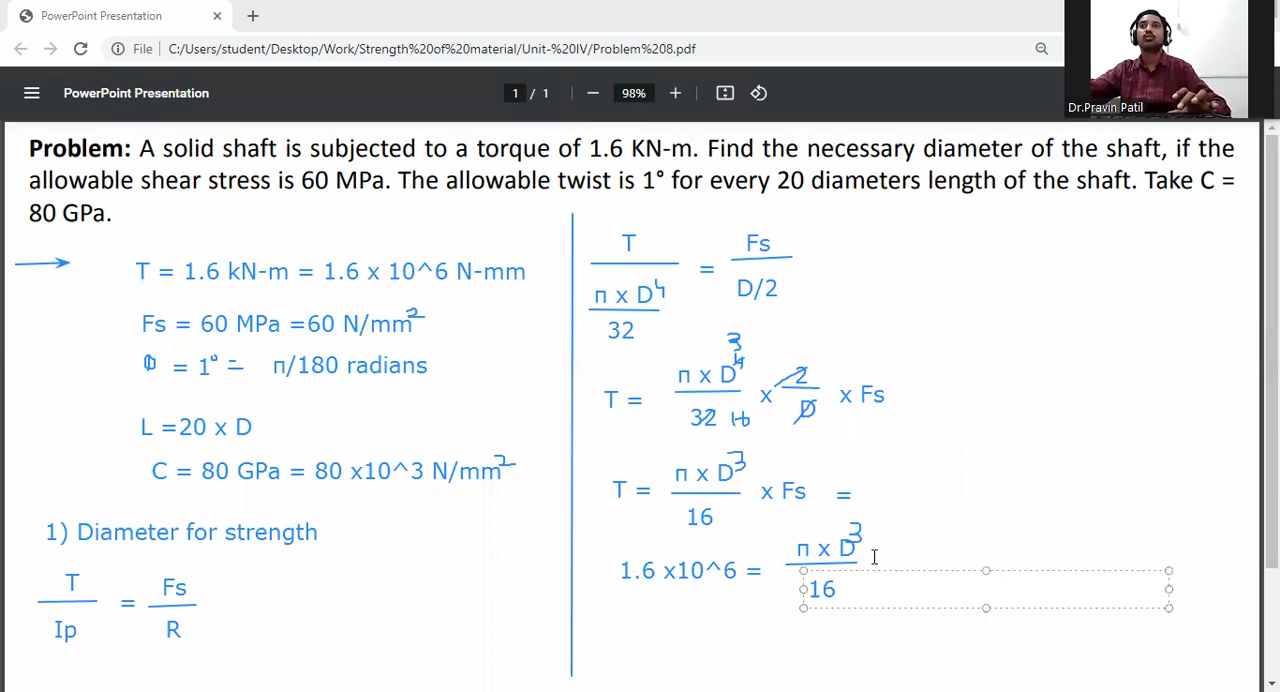 PowerPoint Presentation
File C:/Users/student/Desktop/Work/Strength%20of%20material/Unit-%20IV/Problem%208.pdf
PowerPoint Presentation 1 / 1 98%
Dr.Pravin Patil
Problem: A solid shaft is subjected to a torque of 1.6 KN-m. Find the necessary diameter of the shaft, if the
allowable shear stress is 60 MPa. The allowable twist is 1° for every 20 diameters length of the shaft. Take C =
80 GPa.
T = 1.6 kN-m = 1.6 x 10^6 N-mm
Fs = 60 MPa =60 N/mm2
Φ = 1° = π/180 radians
L =20 x D
C = 80 GPa = 80 x10^3 N/mm2
1) Diameter for strength
T Fs
=
Ip R
T Fs
=
π x D4 D/2
32
3
π x D4 2
T = x x Fs
32 16 D
π x D3
T = x Fs =
16
π x D3
1.6 x10^6 =
16